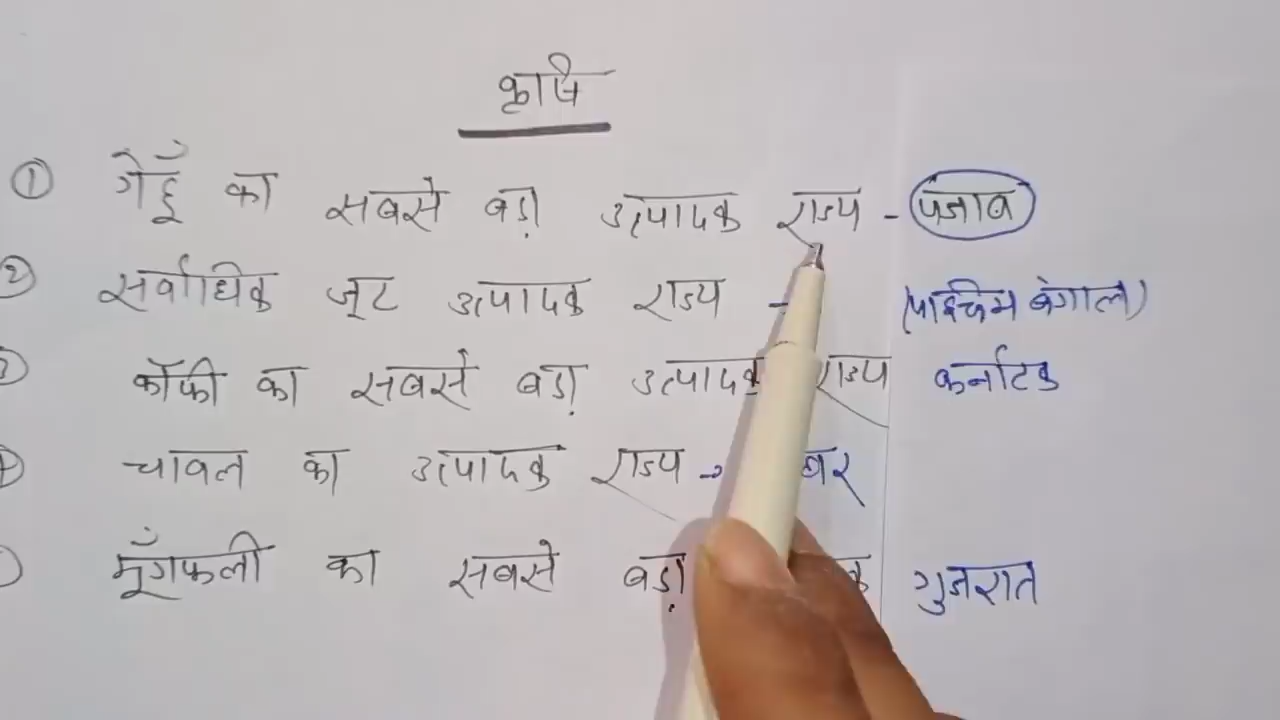 कृषि
① गेहूँ का सबसे बड़ा उत्पादक राज्य - पंजाब
② सर्वाधिक जूट उत्पादक राज्य - (पश्चिम बंगाल)
कॉफी का सबसे बड़ा उत्पादक राज्य कर्नाटक
चावल का उत्पादक राज्य →
मूँगफली का सबसे बड़ा गुजरात